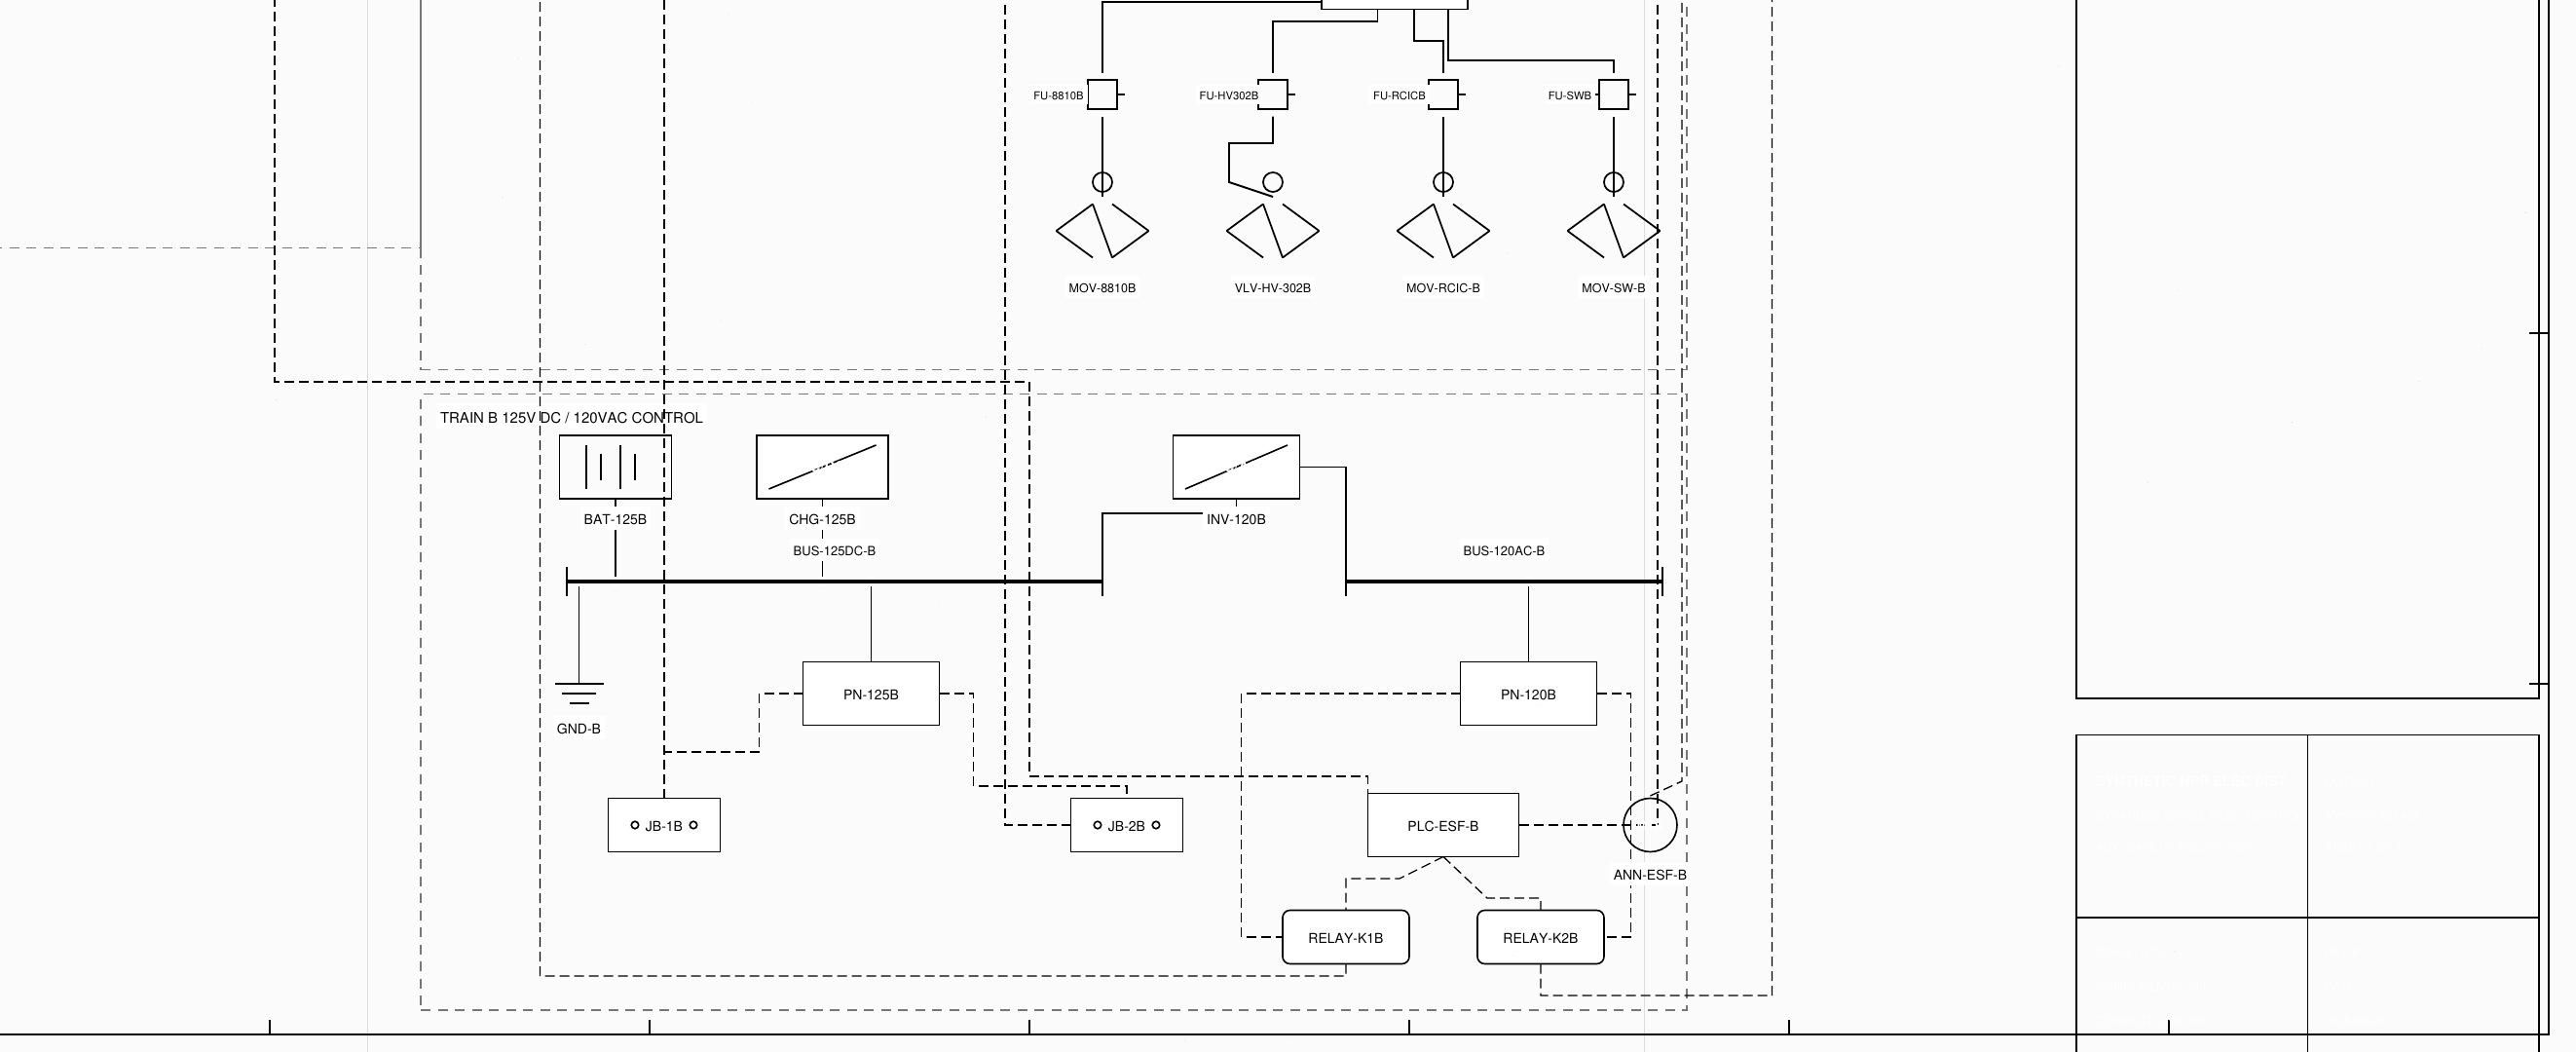 FU-8810B
FU-HV302B
FU-RCICB
FU-SWB
MOV-8810B
VLV-HV-302B
MOV-RCIC-B
MOV-SW-B
TRAIN B 125V DC / 120VAC CONTROL
BAT-125B
CHG-125B
INV-120B
BUS-125DC-B
BUS-120AC-B
PN-125B
PN-120B
GND-B
JB-1B
JB-2B
PLC-ESF-B
ANN-ESF-B
RELAY-K1B
RELAY-K2B